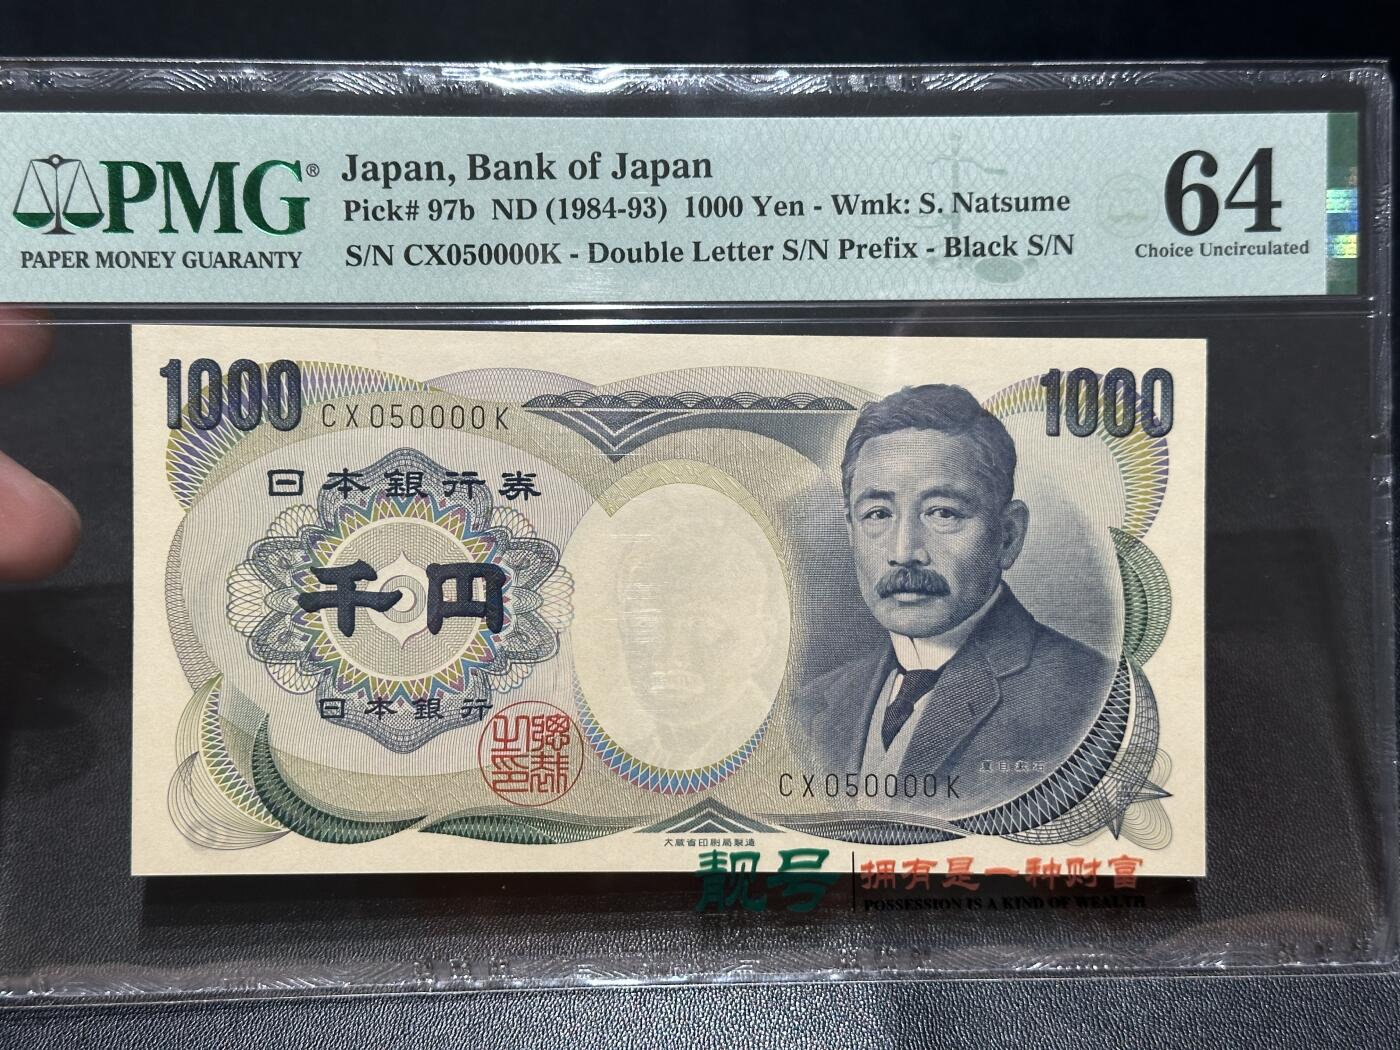 PMG®
PAPER MONEY GUARANTY
Japan, Bank of Japan
Pick# 97b ND (1984-93) 1000 Yen - Wmk: S. Natsume
S/N CX050000K - Double Letter S/N Prefix - Black S/N
64
Choice Uncirculated
1000
CX050000K
1000
日本銀行券
千円
日本銀行
夏目漱石
CX050000K
大蔵省印刷局製造
靓号
拥有是一种财富
POSSESSION IS A KIND OF WEALTH